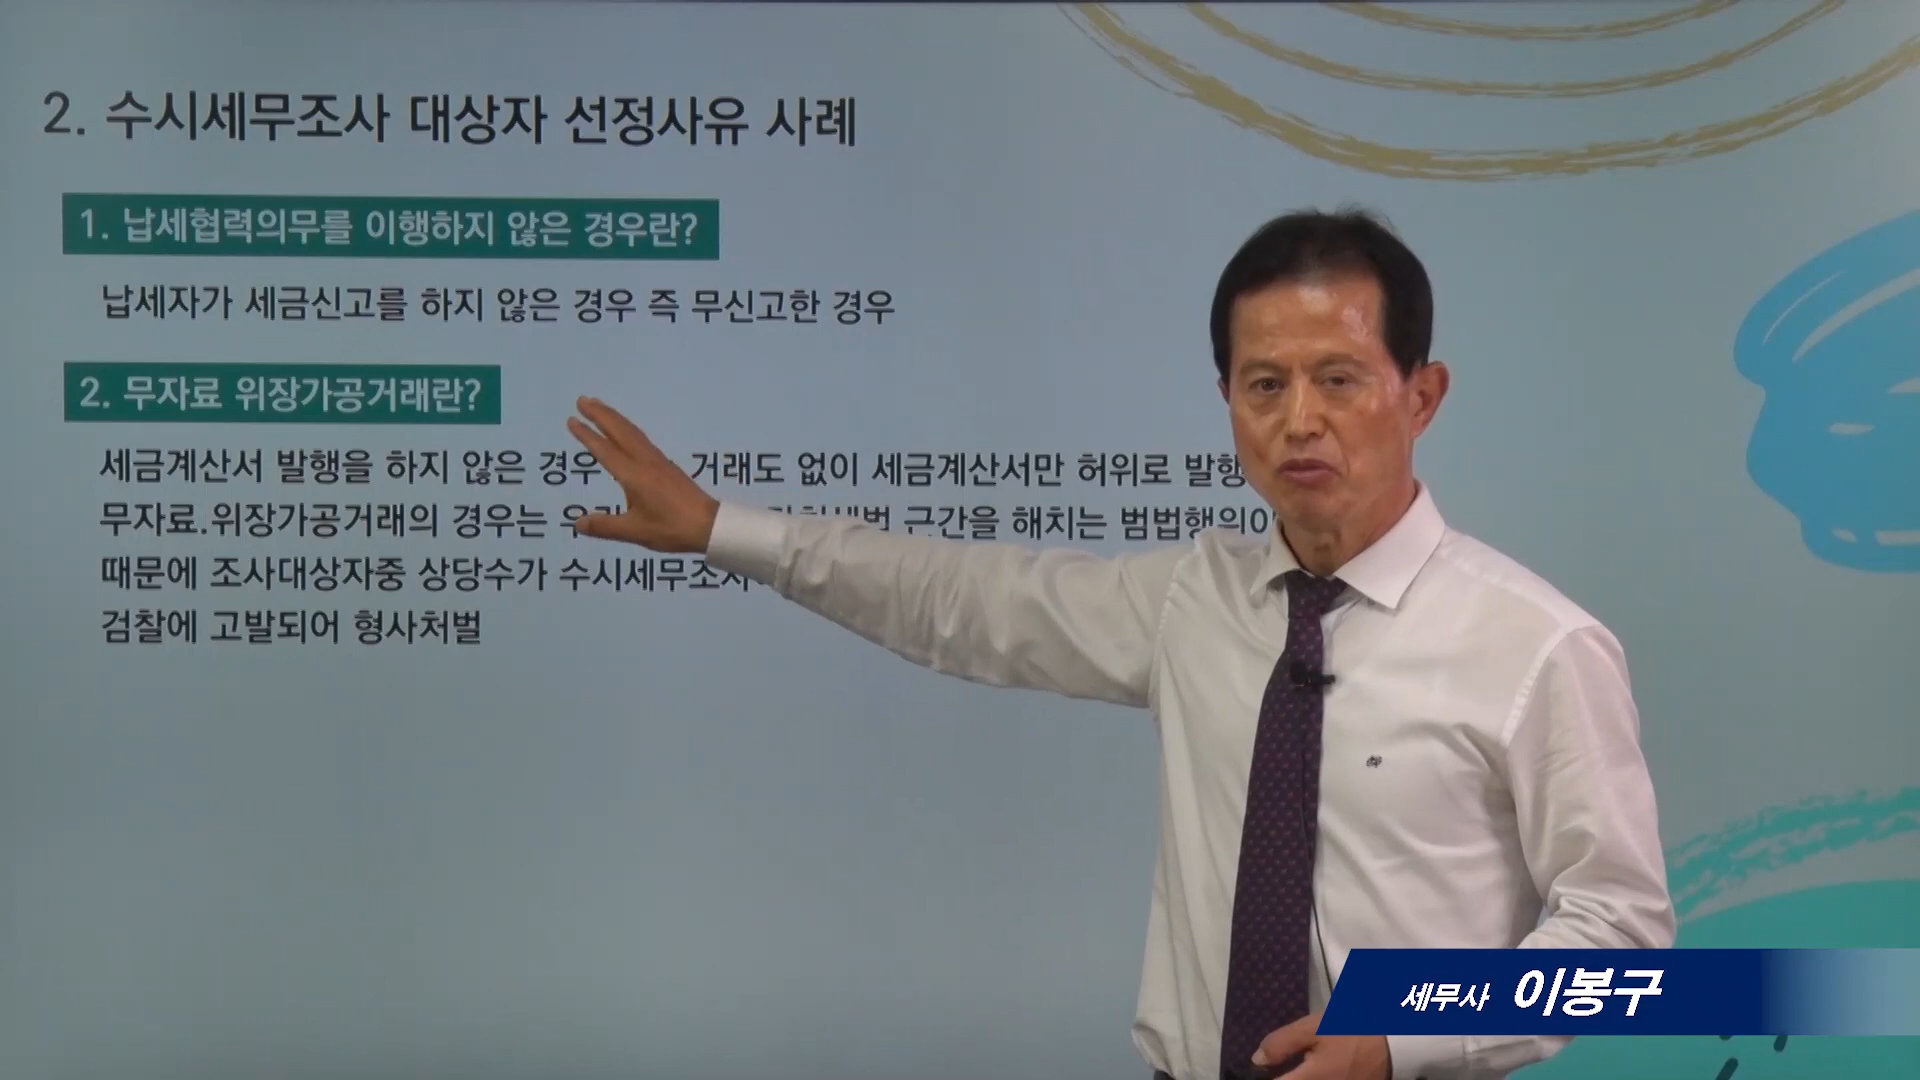 2. 수시세무조사 대상자 선정사유 사례
1. 납세협력의무를 이행하지 않은 경우란?
납세자가 세금신고를 하지 않은 경우 즉 무신고한 경우
2. 무자료 위장가공거래란?
세금계산서 발행을 하지 않은 경우 거래도 없이 세금계산서만 허위로 발행
무자료.위장가공거래의 경우는 근간을 해치는 범법행의이
때문에 조사대상자중 상당수가 수시세무조사
검찰에 고발되어 형사처벌
세무사 이봉구